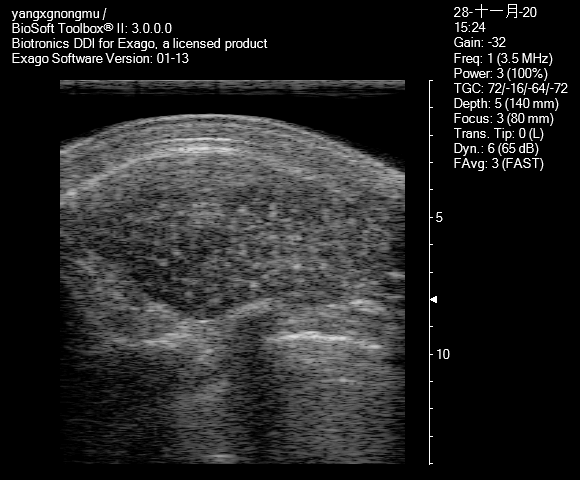 yangxgnongmu /
BioSoft Toolbox® II: 3.0.0.0
Biotronics DDI for Exago, a licensed product
Exago Software Version: 01-13
28-十一月-20
15:24
Gain: -32
Freq: 1 (3.5 MHz)
Power: 3 (100%)
TGC: 72/-16/-64/-72
Depth: 5 (140 mm)
Focus: 3 (80 mm)
Trans. Tip: 0 (L)
Dyn.: 6 (65 dB)
FAvg: 3 (FAST)
5
10